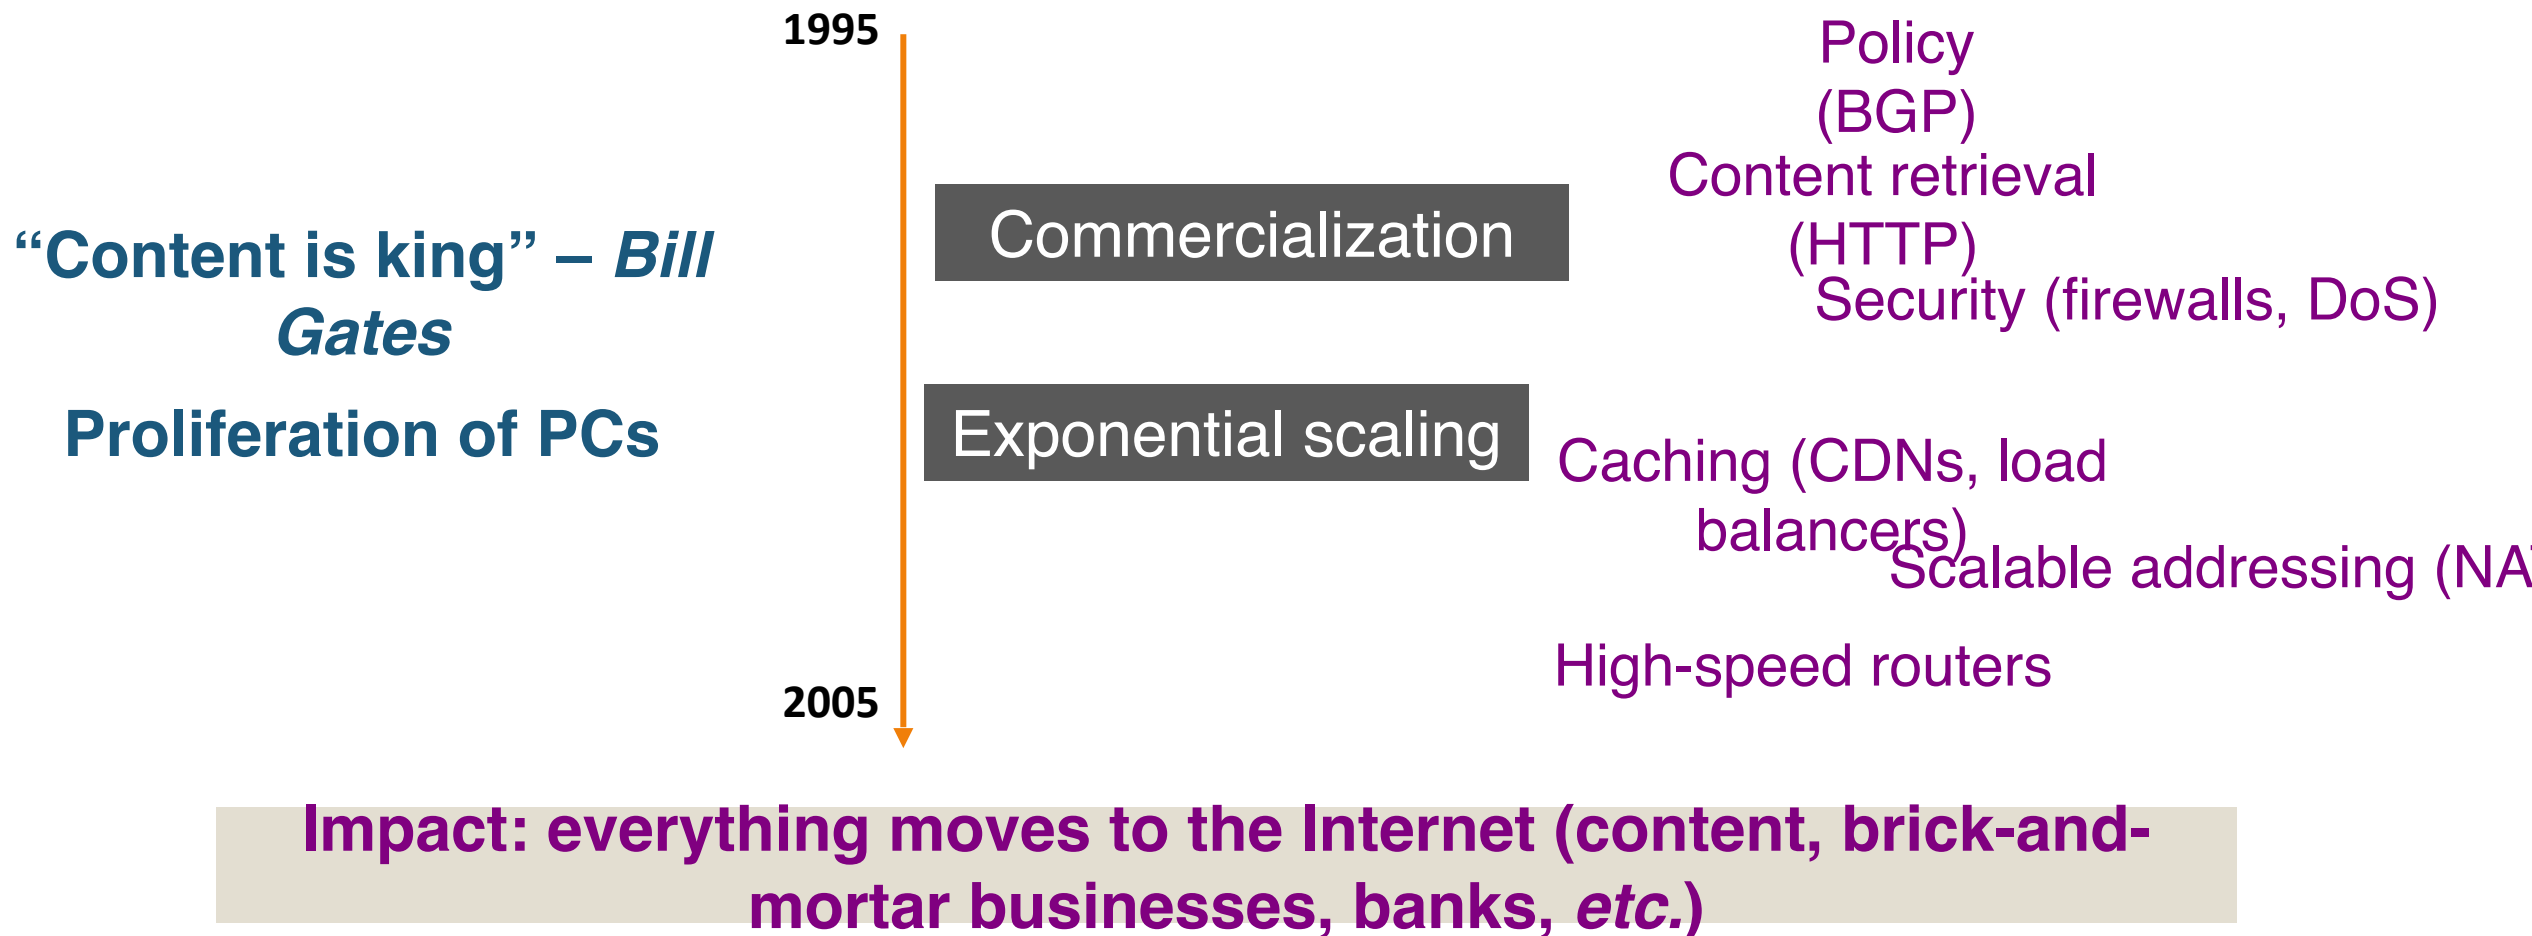 1995
Policy
(BGP)
Content retrieval
(HTTP)
Security (firewalls, DoS)
Commercialization
“Content is king” – Bill
Gates
Proliferation of PCs
Exponential scaling
Caching (CDNs, load
balancers)
Scalable addressing (NA
High-speed routers
2005
Impact: everything moves to the Internet (content, brick-and-
mortar businesses, banks, etc.)